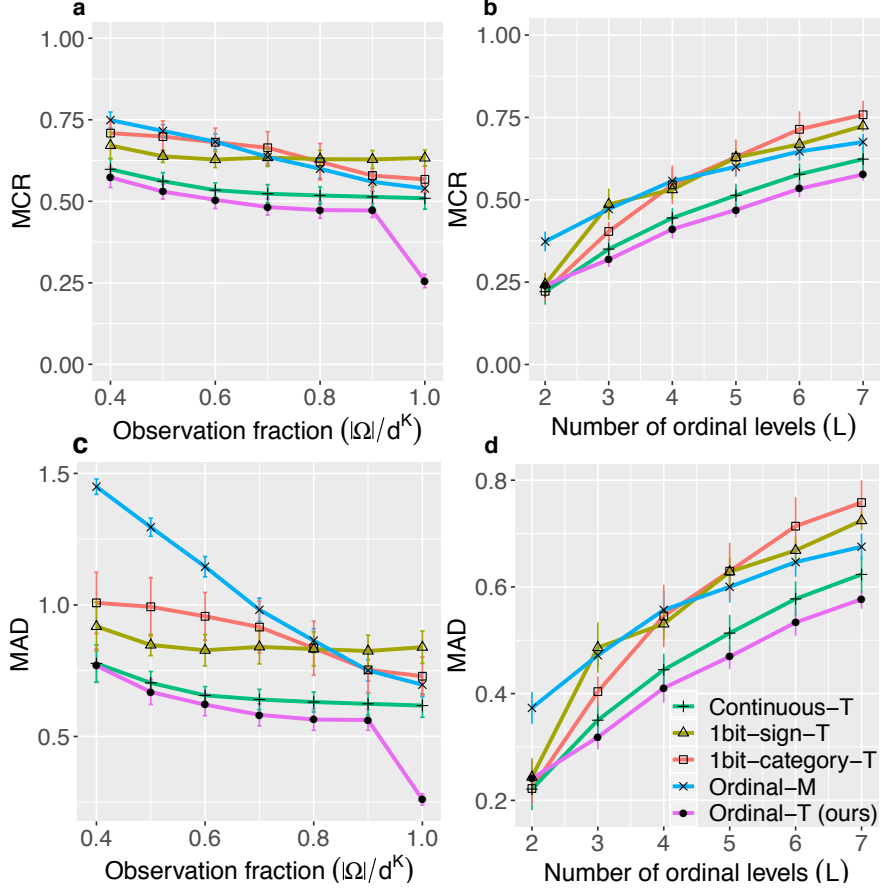 a
1.00
0.75
0.50
0.25
0.00
MCR
0.4 0.6 0.8 1.0
Observation fraction (|Ω|/d^K)
b
1.00
0.75
0.50
0.25
0.00
MCR
2 3 4 5 6 7
Number of ordinal levels (L)
c
1.5
1.0
0.5
MAD
0.4 0.6 0.8 1.0
Observation fraction (|Ω|/d^K)
d
0.8
0.6
0.4
0.2
MAD
Continuous−T
1bit−sign−T
1bit−category−T
Ordinal−M
Ordinal−T (ours)
2 3 4 5 6 7
Number of ordinal levels (L)